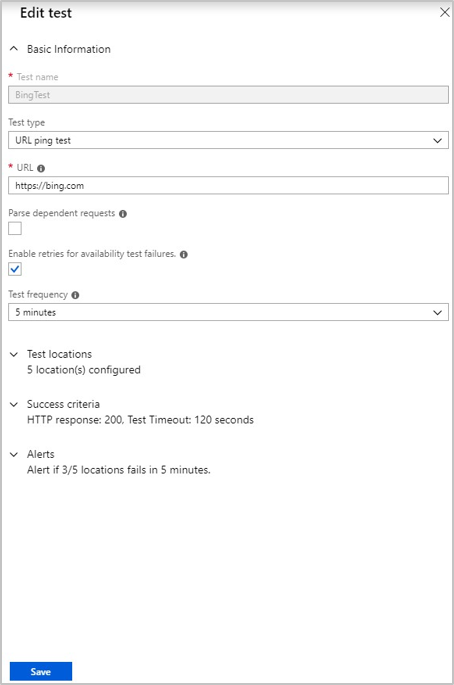 Edit test
Basic Information
* Test name
BingTest
Test type
URL ping test
* URL
https://bing.com
Parse dependent requests
Enable retries for availability test failures.
Test frequency
5 minutes
Test locations
5 location(s) configured
Success criteria
HTTP response: 200, Test Timeout: 120 seconds
Alerts
Alert if 3/5 locations fails in 5 minutes.
Save